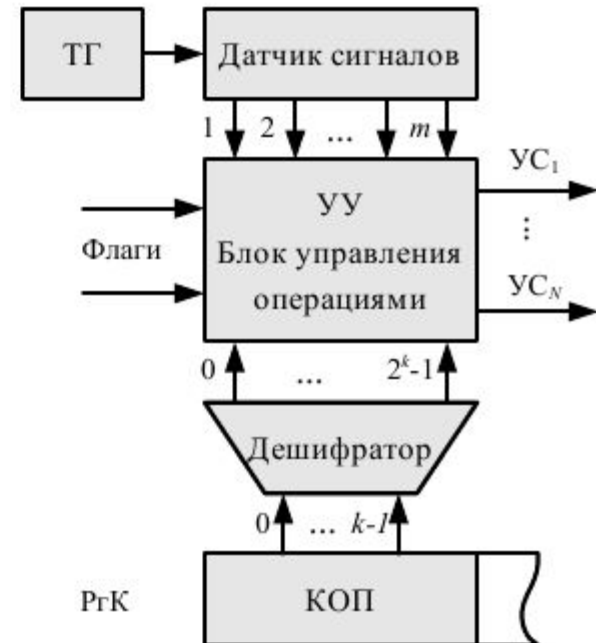 ТГ
Датчик сигналов
1 2 ... m
УУ
Блок управления
операциями
Флаги
УС₁
⋮
УС_N
0 ... 2ᵏ-1
Дешифратор
0 ... k-1
РгК
КОП